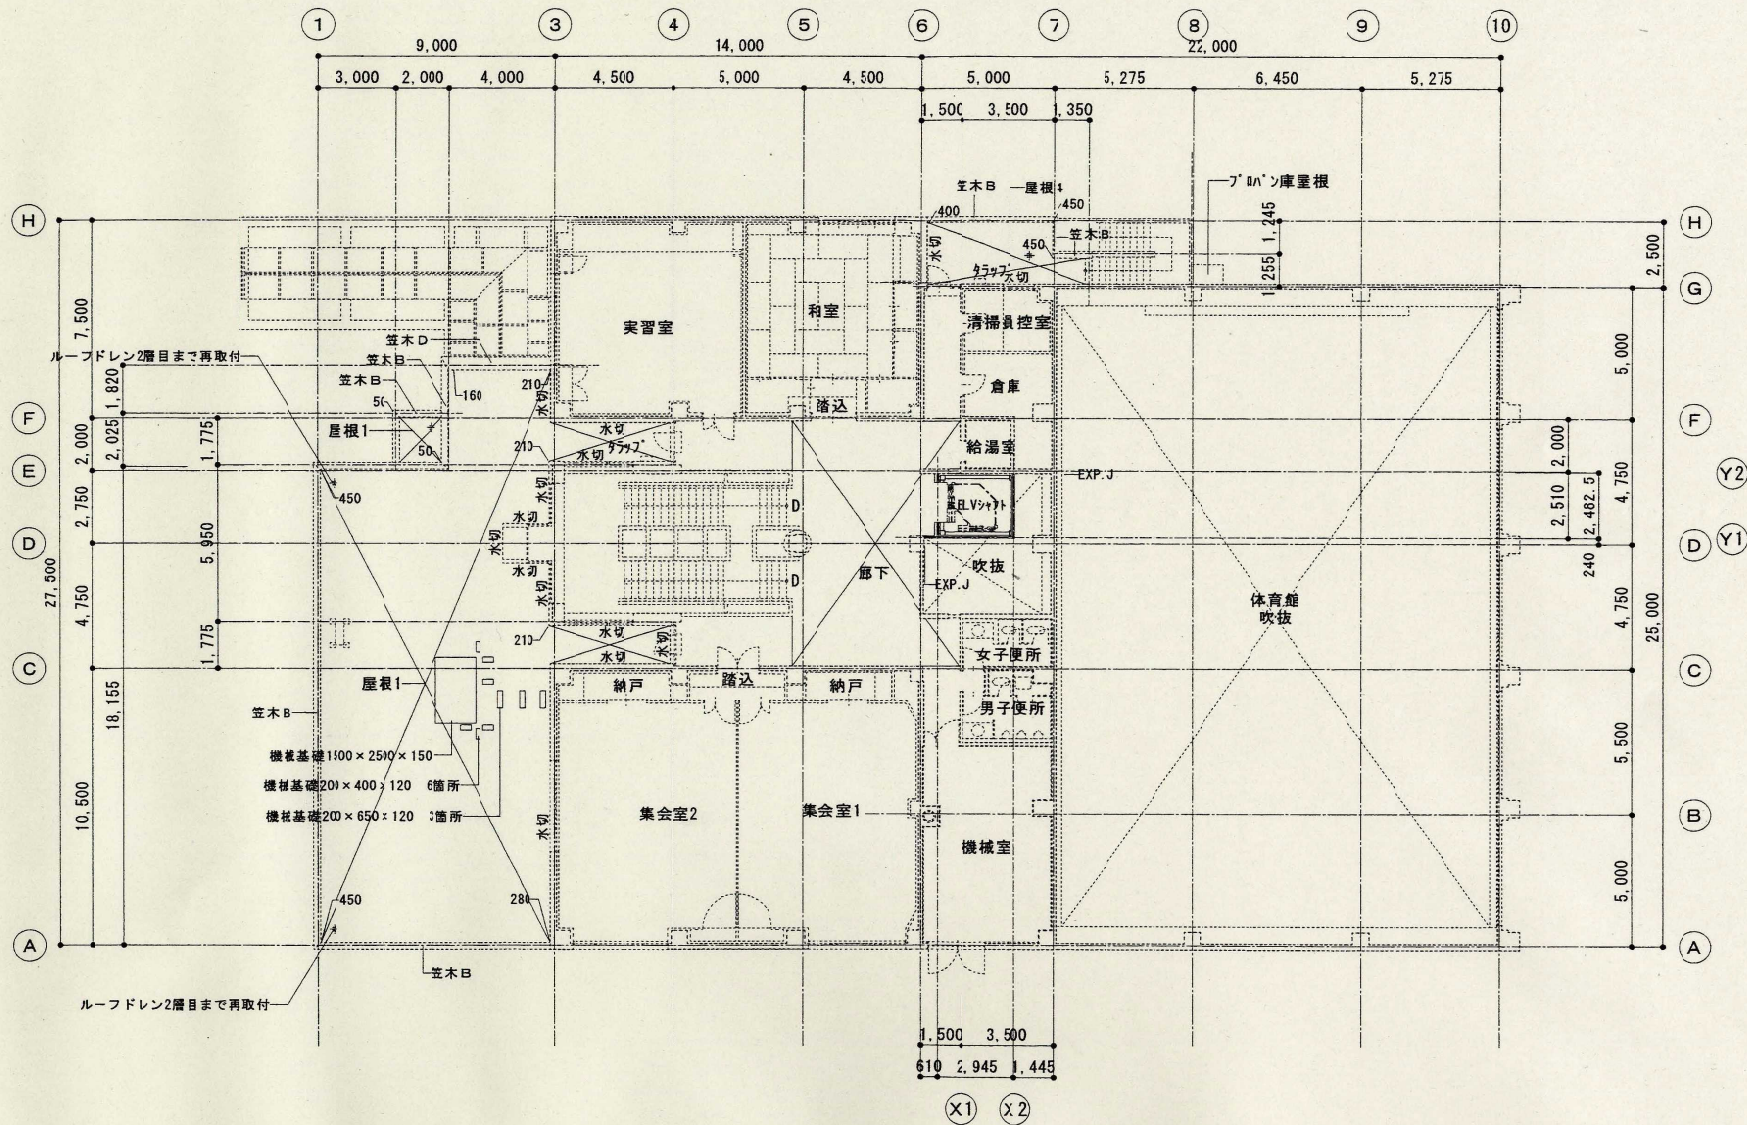 1 3 4 5 6 7 8 9 10
9,000 14,000 22,000
3,000 2,000 4,000 4,500 5,000 4,500 5,000 5,275 6,450 5,275
1,500 3,500 1,350
笠木B 屋根
プロパン庫屋根
H 400 450 1,245 H
笠木B
水切 450 2,500
タラップ 水切 1,255
G
7,500 和室 清掃員控室
実習室
笠木D
ルーフドレン2層目まで再取付 笠木B
5,000
笠木B 210 倉庫
1,820 160 水切
50 踏込
F 水切 F
屋根1 給湯室
2,000 2,025 1,775 210 タラップ 2,000
50 水切
E EXP.J Y2
450 水切 D EVシャフト 4,750
2,750 水切 2,510 2,482.5
D 水切 D Y1
5,950 水切 廊下 吹抜 240
27,500 水切 D EXP.J 体育館
吹抜
4,750 水切 4,750 25,000
1,775 210 水切 水切 女子便所
C 水切 C
屋根1 納戸 踏込 納戸
18,155 男子便所
笠木B
5,500
機械基礎1500×2500×150
機械基礎200×400×120 6箇所
10,500 集会室2 集会室1
機械基礎200×650×120 箇所 B
水切
機械室
5,000
450 280
A A
笠木B
ルーフドレン2層目まで再取付
1,500 3,500
610 2,945 1,445
X1 X2